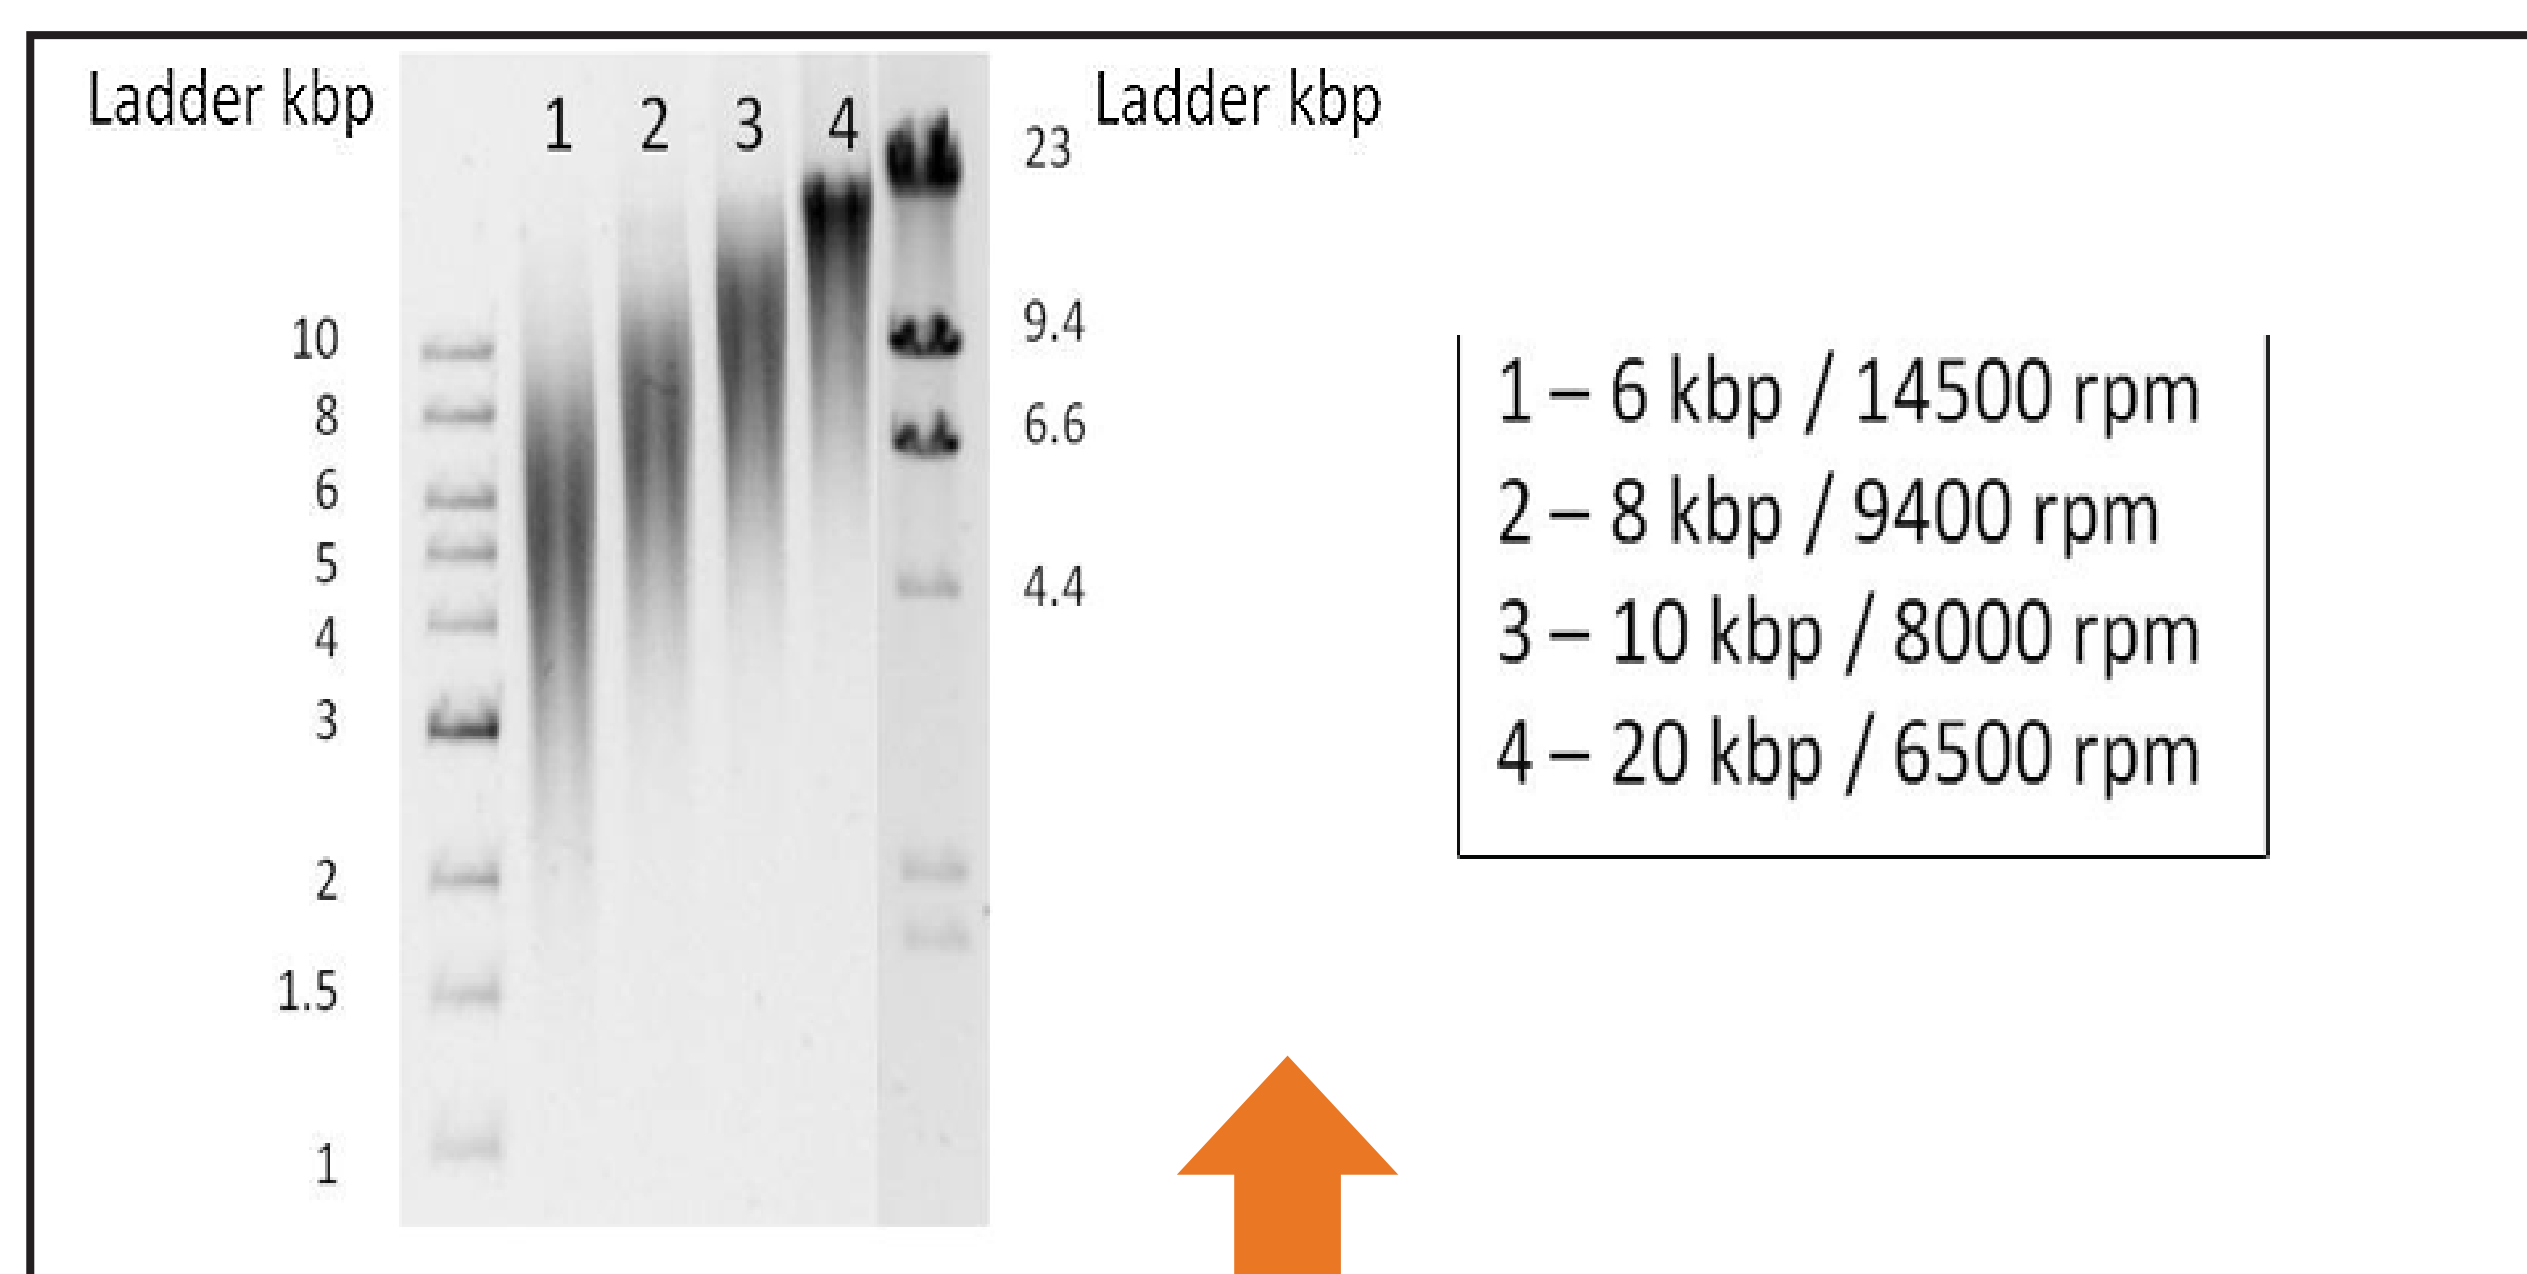 Ladder kbp
1 2 3 4
Ladder kbp
23
10
9.4
8
6.6
6
5
4.4
4
3
2
1.5
1
1 – 6 kbp / 14500 rpm
2 – 8 kbp / 9400 rpm
3 – 10 kbp / 8000 rpm
4 – 20 kbp / 6500 rpm